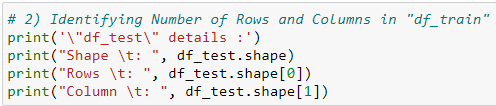 # 2) Identifying Number of Rows and Columns in "df_train"
print('\"df_test\" details :')
print("Shape \t: ", df_test.shape)
print("Rows \t: ", df_test.shape[0])
print("Column \t: ", df_test.shape[1])